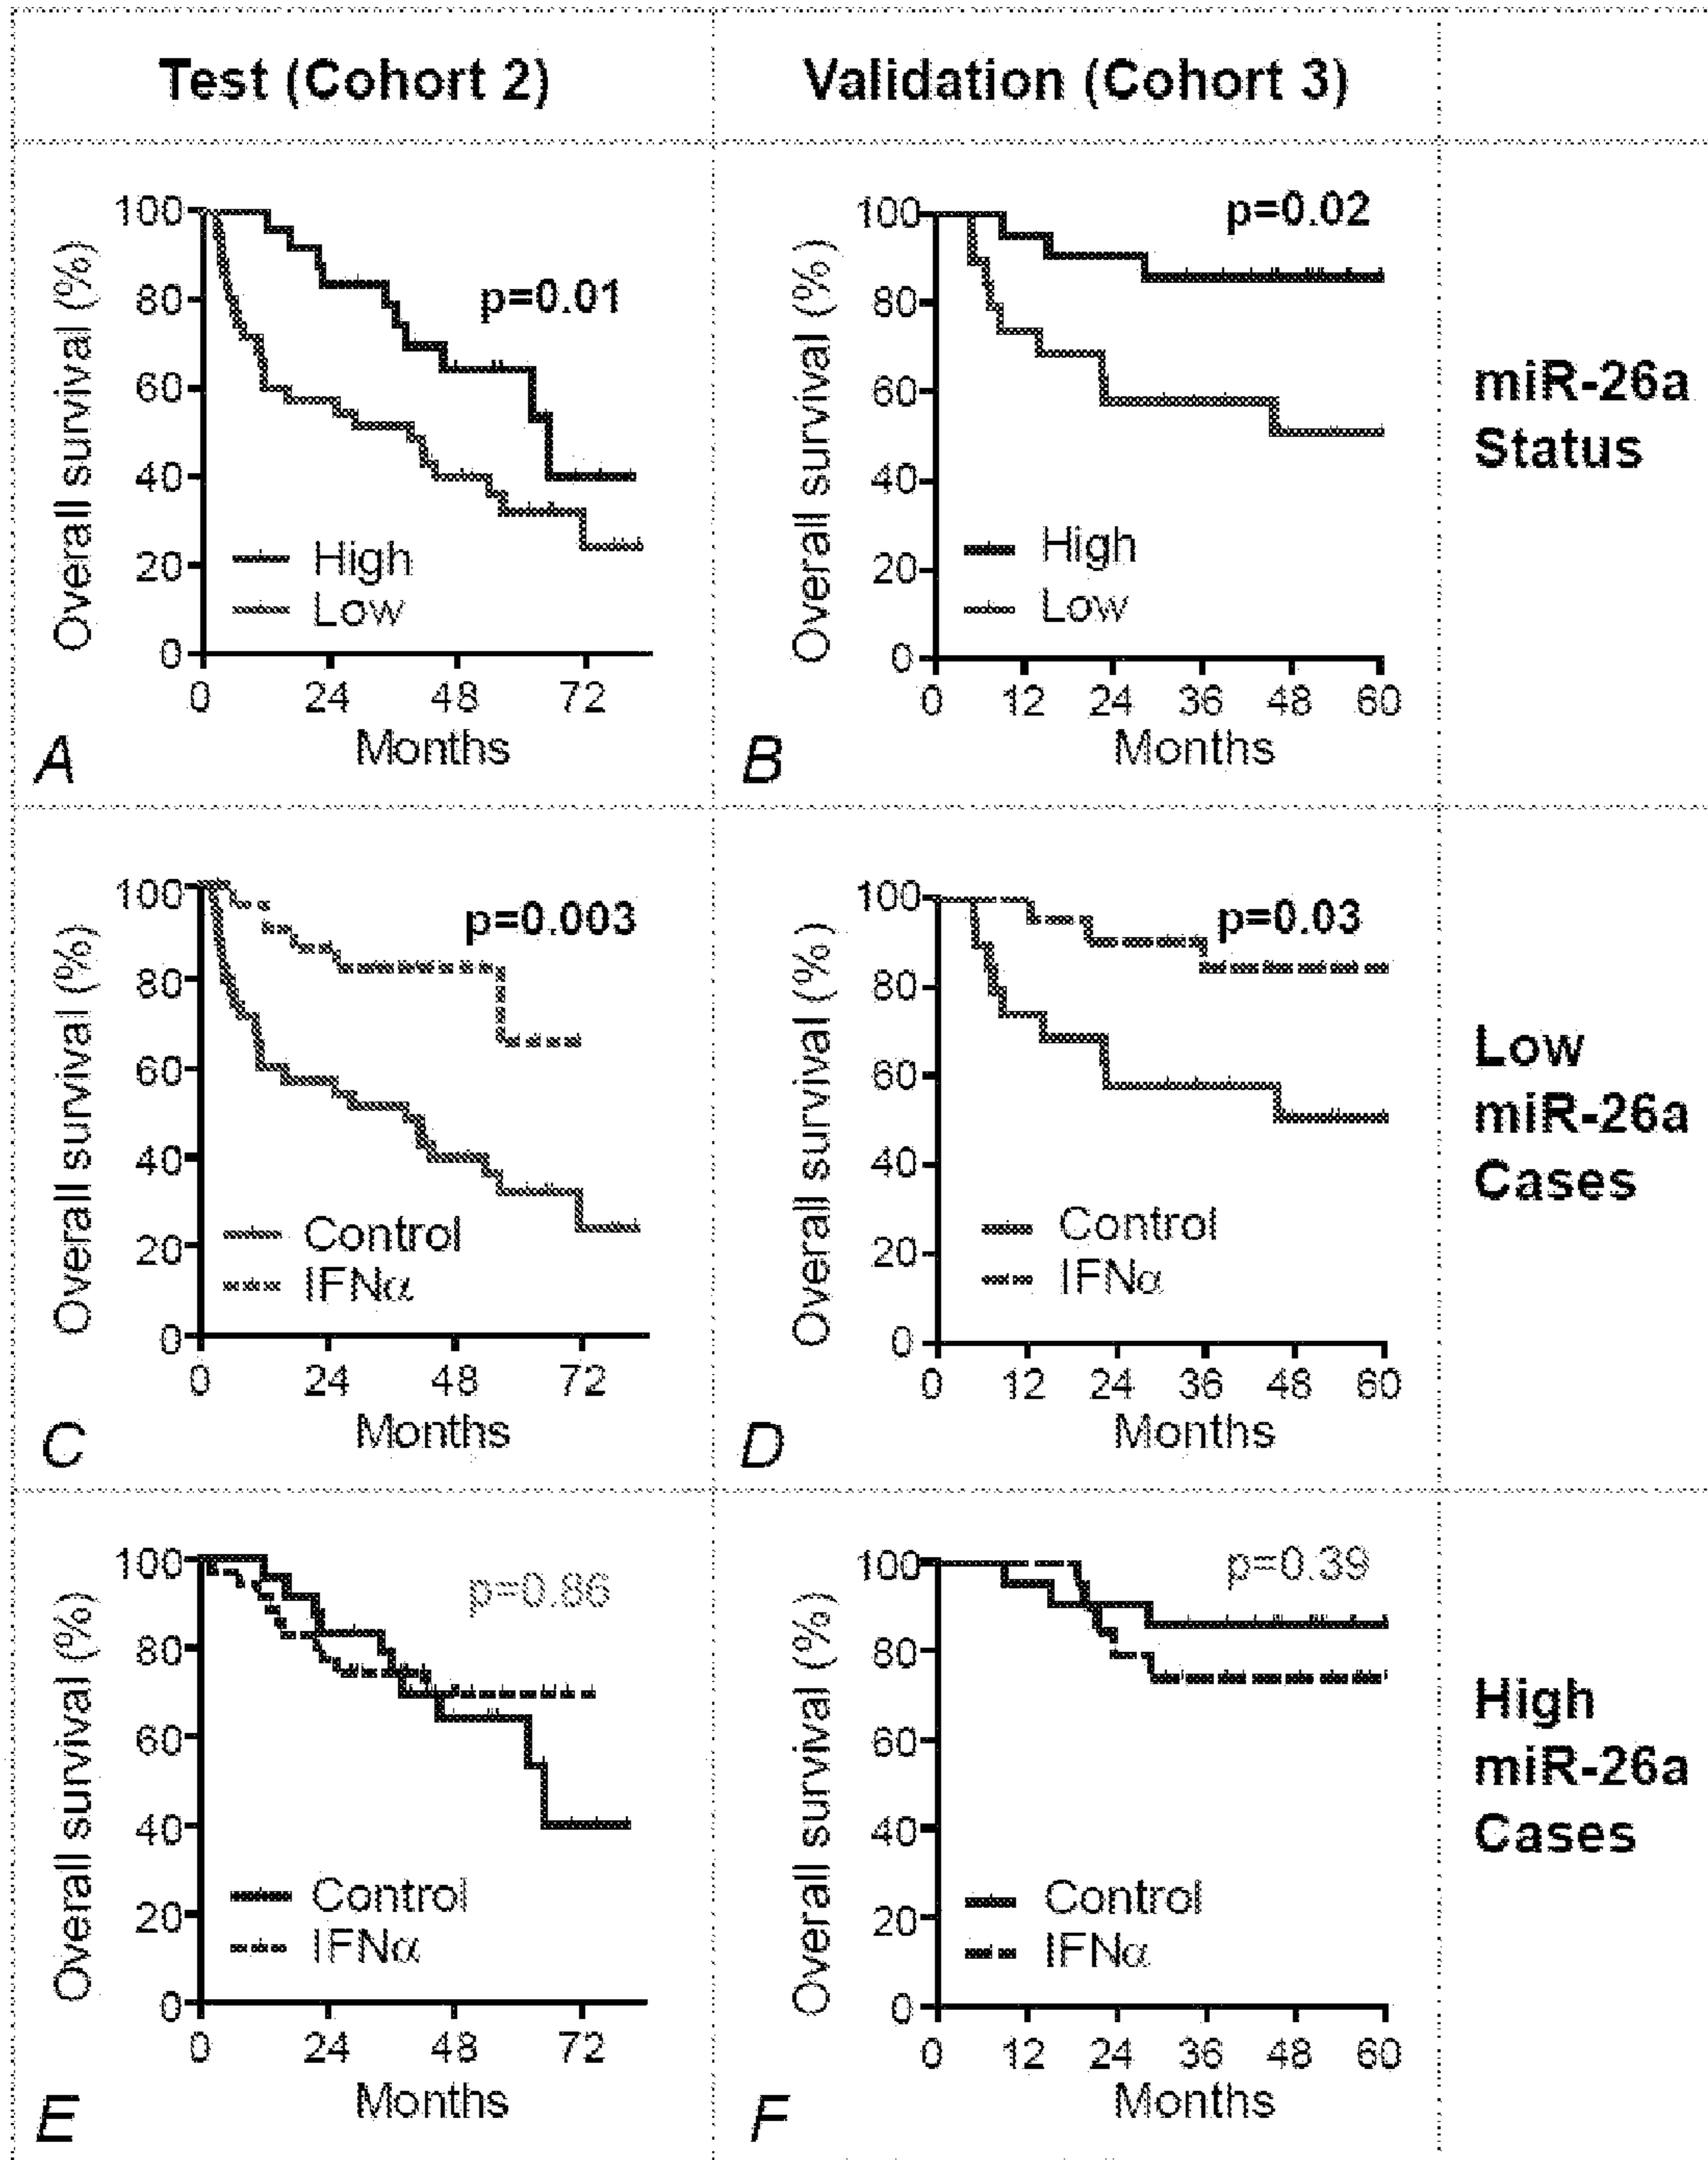 Test (Cohort 2)
Validation (Cohort 3)
100
80
60
40
20
0
Overall survival (%)
p=0.01
High
Low
0 24 48 72
Months
A
100
80
60
40
20
0
Overall survival (%)
p=0.02
High
Low
0 12 24 36 48 60
Months
B
miR-26a
Status
100
80
60
40
20
0
Overall survival (%)
p=0.003
Control
IFNα
0 24 48 72
Months
C
100
80
60
40
20
0
Overall survival (%)
p=0.03
Control
IFNα
0 12 24 36 48 60
Months
D
Low
miR-26a
Cases
100
80
60
40
20
0
Overall survival (%)
p=0.86
Control
IFNα
0 24 48 72
Months
E
100
80
60
40
20
0
Overall survival (%)
p=0.39
Control
IFNα
0 12 24 36 48 60
Months
F
High
miR-26a
Cases